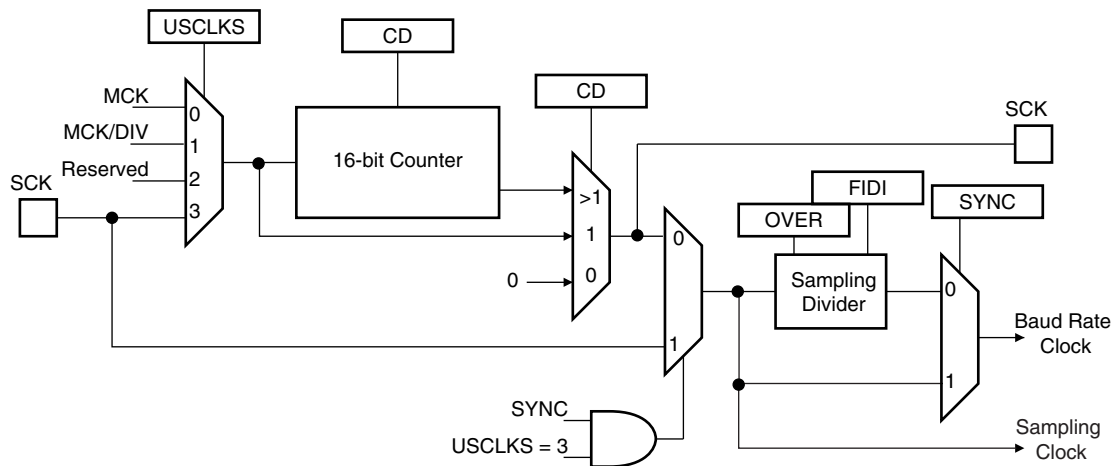 USCLKS
CD
CD
MCK
0
SCK
MCK/DIV
1
16-bit Counter
Reserved
2
FIDI
SCK
3
>1
OVER
SYNC
1
0
0
0
Sampling
Divider
0
Baud Rate
Clock
1
1
SYNC
USCLKS = 3
Sampling
Clock